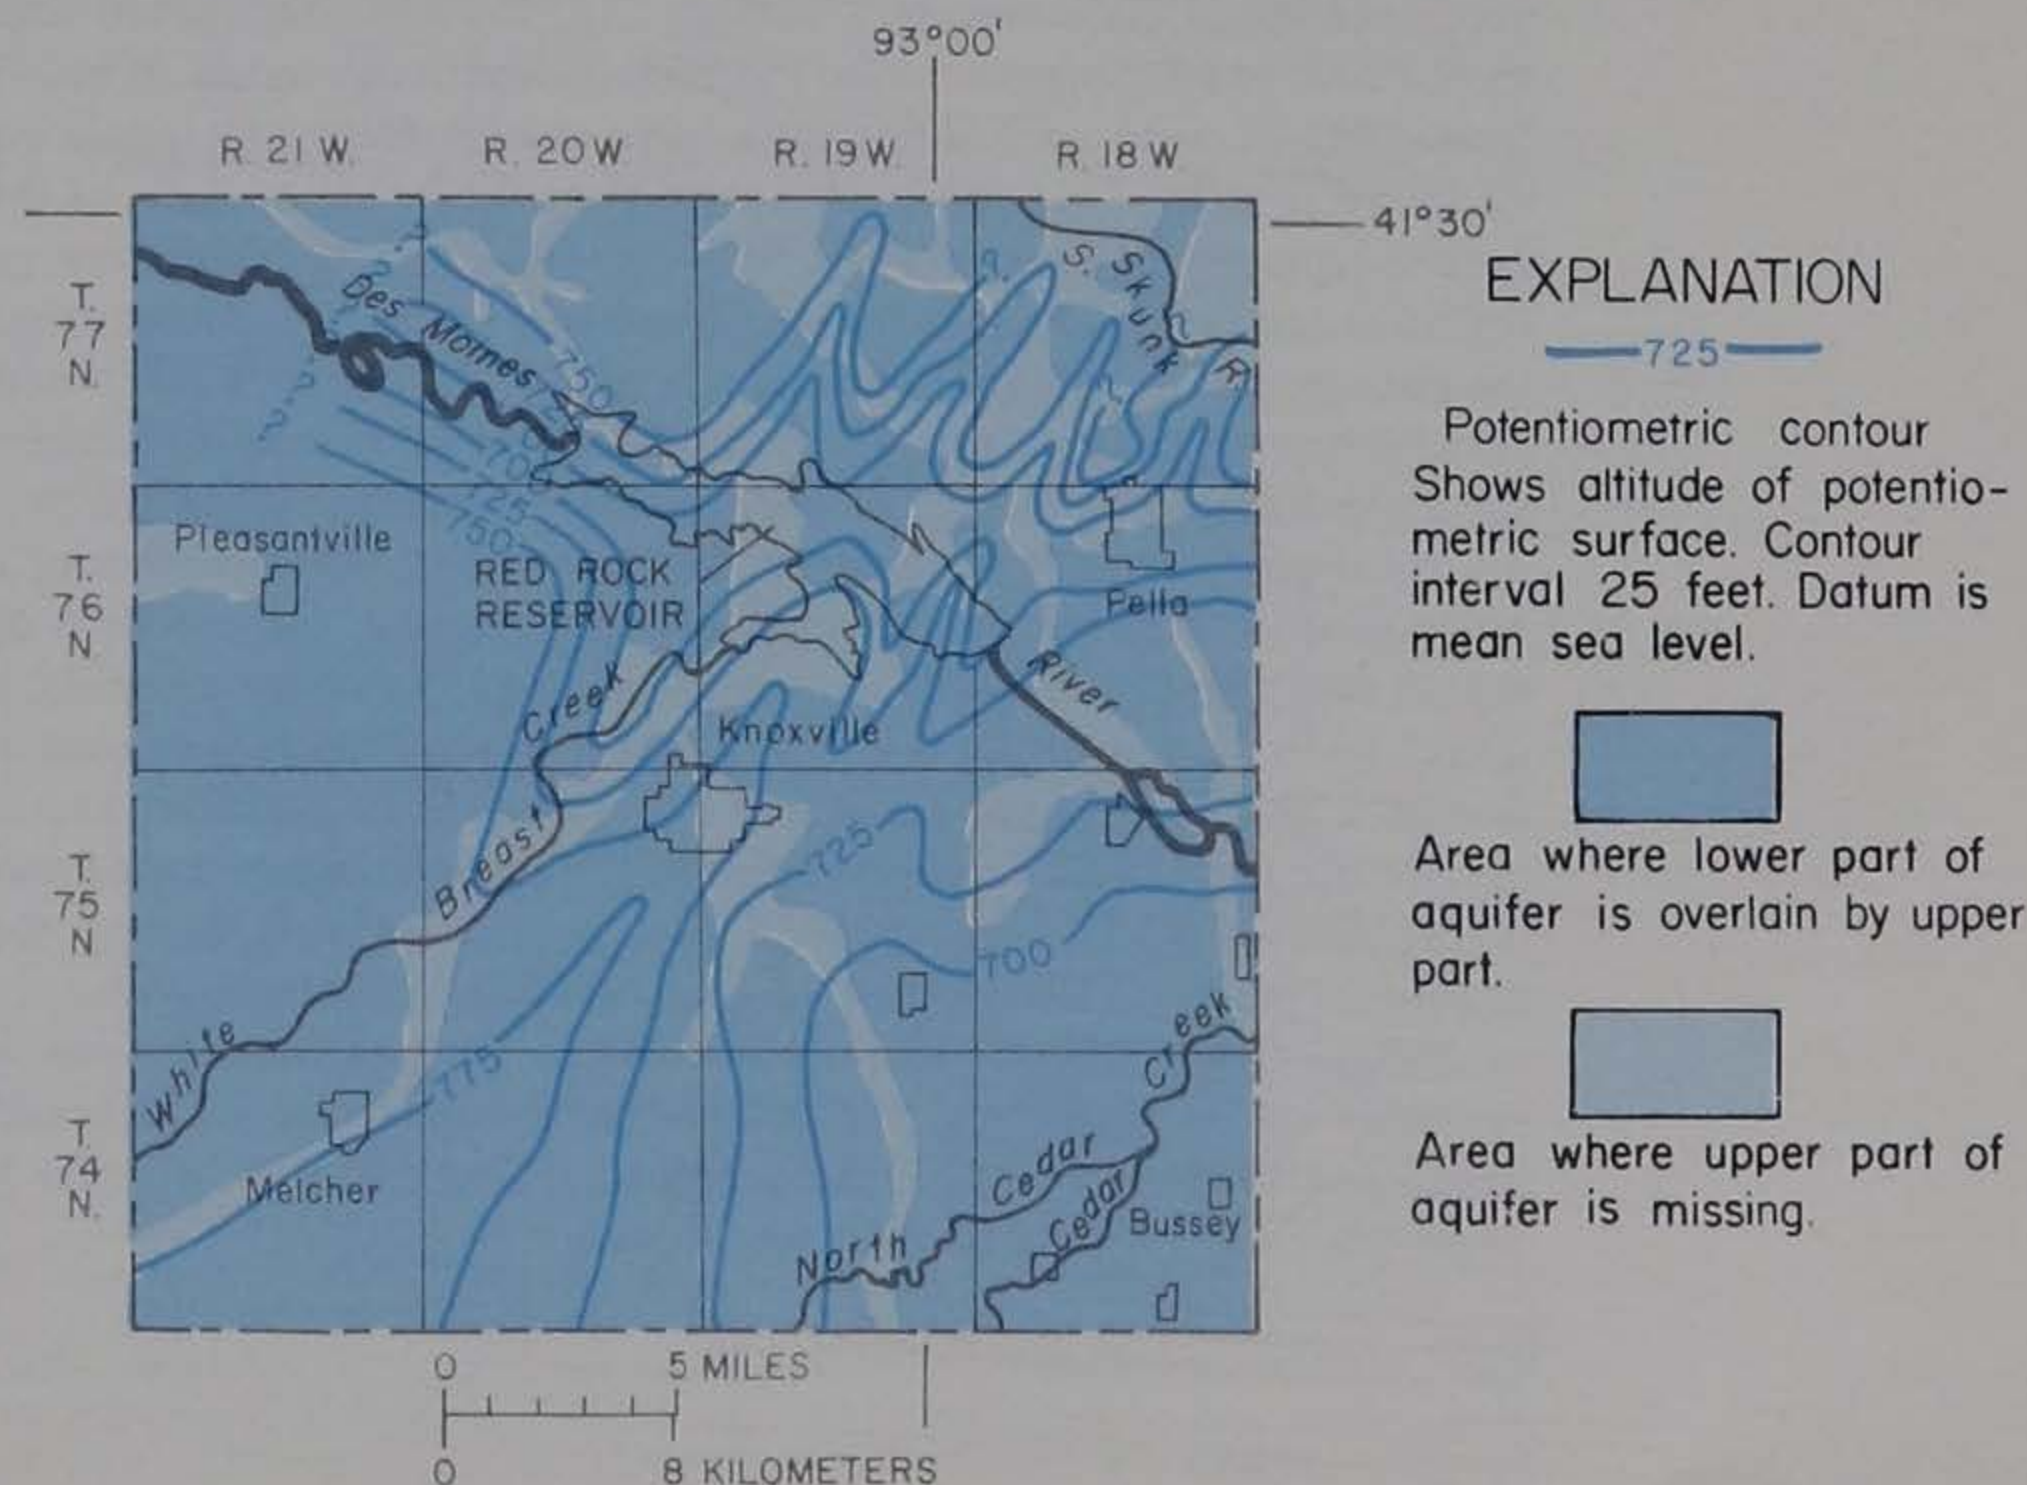 93°00'
R. 21 W.
R. 20 W
R. 19 W.
R. 18 W.
41°30'
T. 77 N.
T. 76 N.
T. 75 N
T. 74 N.
Des Moines
S. Skunk R.
?
?
?
?
?
750
700
725
750
Pleasantville
RED ROCK
RESERVOIR
Pella
River
Creek
Knoxville
Breast
725
700
White
775
Melcher
Creek
Cedar
Cedar
North
Bussey
0 5 MILES
0 8 KILOMETERS
EXPLANATION
725
Potentiometric contour
Shows altitude of potentio-
metric surface. Contour
interval 25 feet. Datum is
mean sea level.
Area where lower part of
aquifer is overlain by upper
part.
Area where upper part of
aquifer is missing.